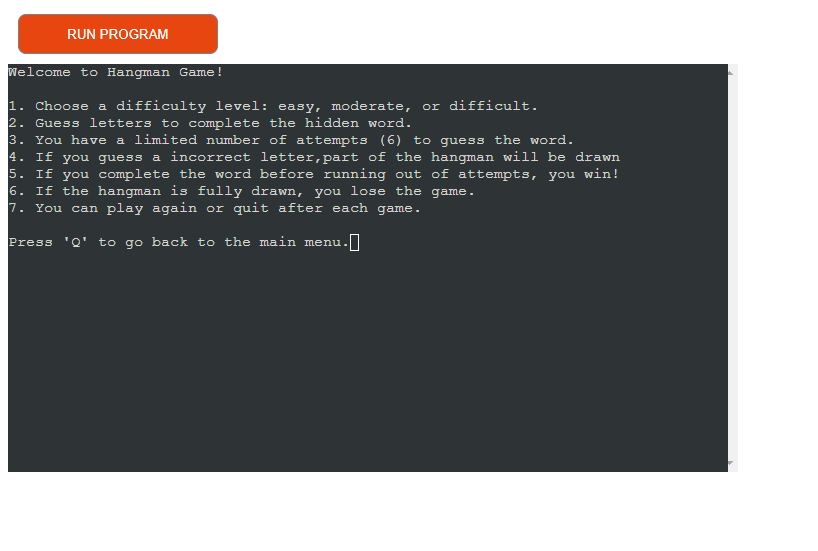 RUN PROGRAM
Welcome to Hangman Game!
1. Choose a difficulty level: easy, moderate, or difficult.
2. Guess letters to complete the hidden word.
3. You have a limited number of attempts (6) to guess the word.
4. If you guess a incorrect letter,part of the hangman will be drawn
5. If you complete the word before running out of attempts, you win!
6. If the hangman is fully drawn, you lose the game.
7. You can play again or quit after each game.
Press 'Q' to go back to the main menu.